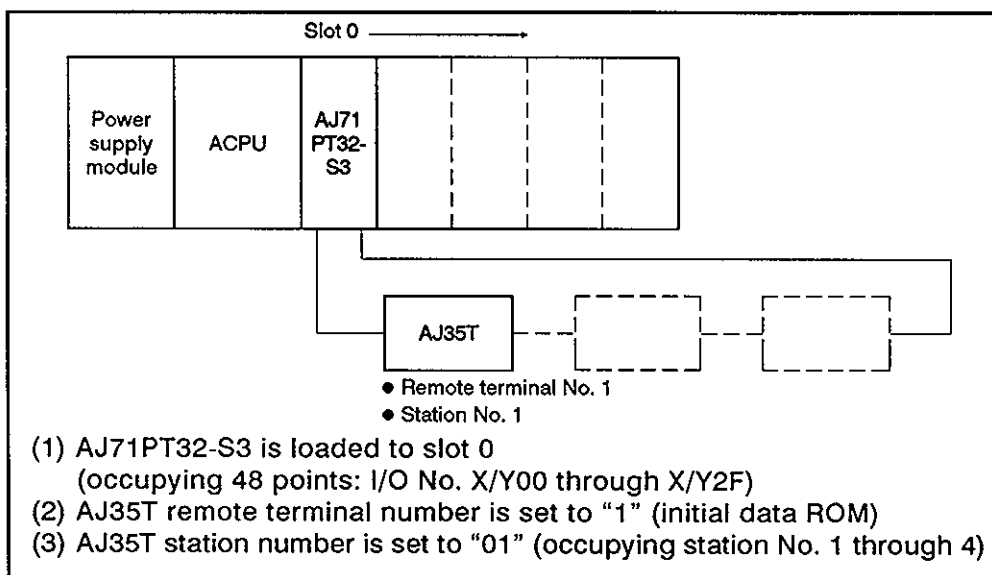 Slot 0
Power
supply
module
ACPU
AJ71
PT32-
S3
AJ35T
● Remote terminal No. 1
● Station No. 1
(1) AJ71PT32-S3 is loaded to slot 0
(occupying 48 points: I/O No. X/Y00 through X/Y2F)
(2) AJ35T remote terminal number is set to “1” (initial data ROM)
(3) AJ35T station number is set to “01” (occupying station No. 1 through 4)